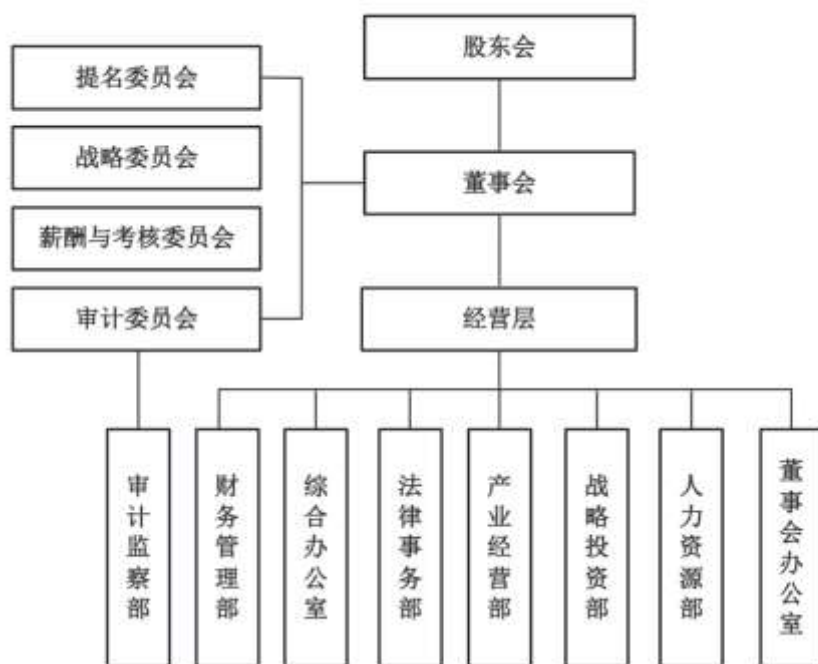 股东会
提名委员会
战略委员会
董事会
薪酬与考核委员会
审计委员会
经营层
审计监察部
财务管理部
综合办公室
法律事务部
产业经营部
战略投资部
人力资源部
董事会办公室